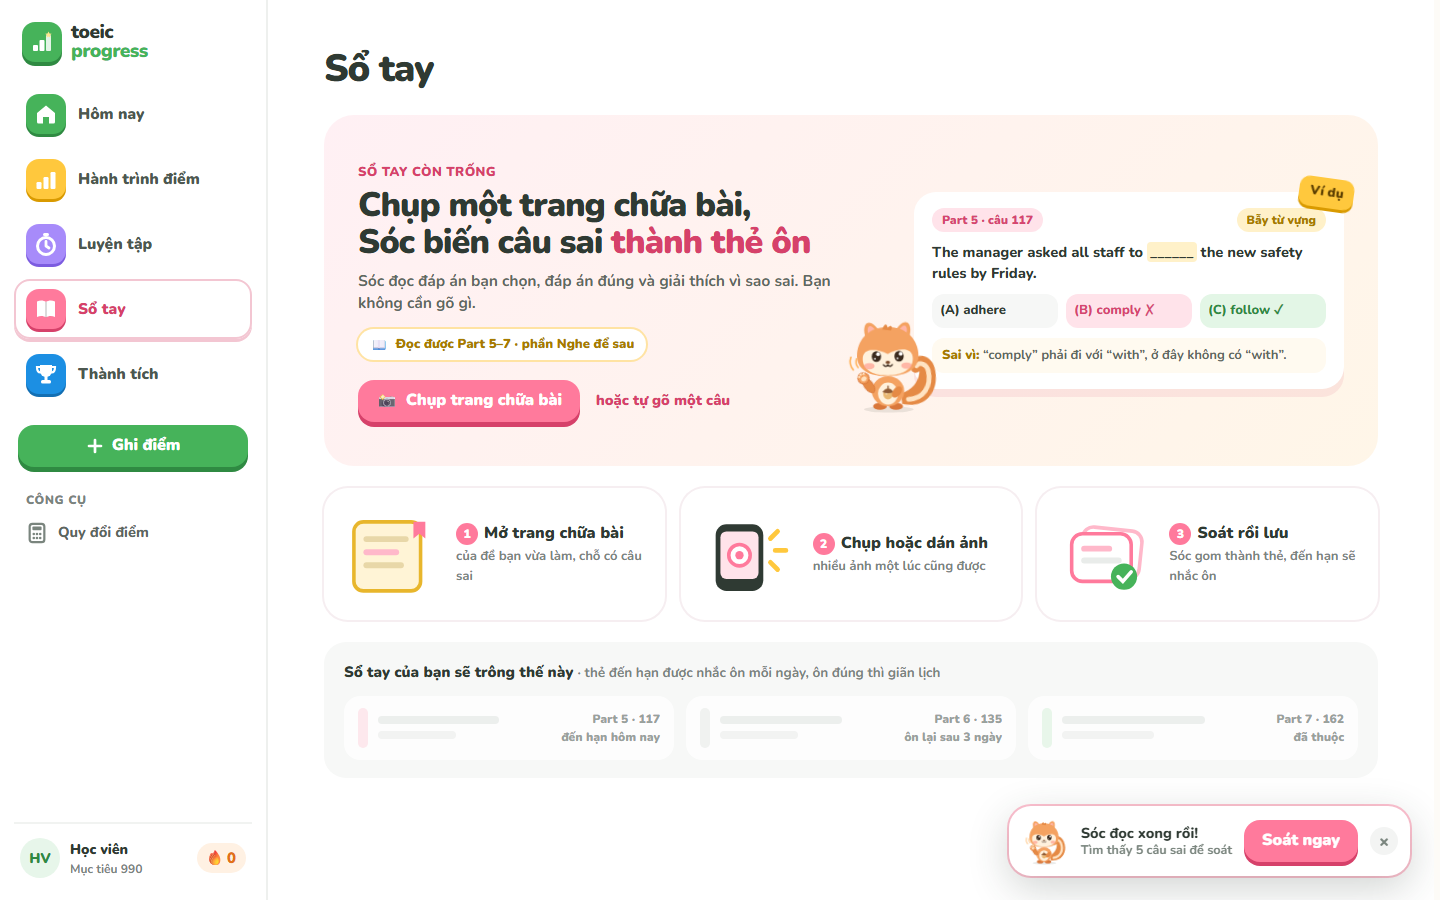 toeic
progress
Hôm nay
Hành trình điểm
Luyện tập
Sổ tay
Thành tích
+ Ghi điểm
CÔNG CỤ
Quy đổi điểm
HV
Học viên
Mục tiêu 990
0
Sổ tay
SỔ TAY CÒN TRỐNG
Chụp một trang chữa bài,
Sóc biến câu sai thành thẻ ôn
Sóc đọc đáp án bạn chọn, đáp án đúng và giải thích vì sao sai. Bạn
không cần gõ gì.
Đọc được Part 5–7 · phần Nghe để sau
Chụp trang chữa bài
hoặc tự gõ một câu
Ví dụ
Part 5 · câu 117
Bẫy từ vựng
The manager asked all staff to ______ the new safety
rules by Friday.
(A) adhere
(B) comply ✗
(C) follow ✓
Sai vì: “comply” phải đi với “with”, ở đây không có “with”.
1 Mở trang chữa bài
của đề bạn vừa làm, chỗ có câu
sai
2 Chụp hoặc dán ảnh
nhiều ảnh một lúc cũng được
3 Soát rồi lưu
Sóc gom thành thẻ, đến hạn sẽ
nhắc ôn
Sổ tay của bạn sẽ trông thế này · thẻ đến hạn được nhắc ôn mỗi ngày, ôn đúng thì giãn lịch
Part 5 · 117
đến hạn hôm nay
Part 6 · 135
ôn lại sau 3 ngày
Part 7 · 162
đã thuộc
Sóc đọc xong rồi!
Tìm thấy 5 câu sai để soát
Soát ngay
×